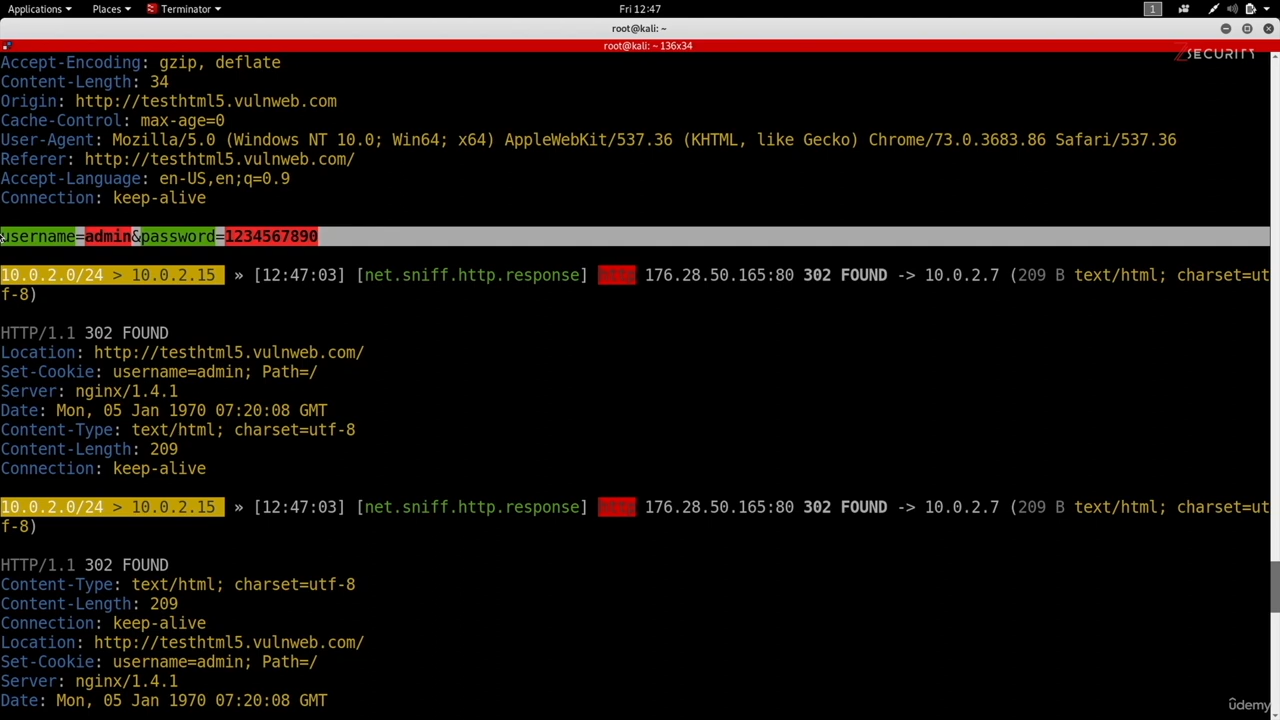 Applications
Places
Terminator
Fri 12:47
1
root@kali: ~
root@kali: ~ 136x34
ZSECURITY
Accept-Encoding: gzip, deflate
Content-Length: 34
Origin: http://testhtml5.vulnweb.com
Cache-Control: max-age=0
User-Agent: Mozilla/5.0 (Windows NT 10.0; Win64; x64) AppleWebKit/537.36 (KHTML, like Gecko) Chrome/73.0.3683.86 Safari/537.36
Referer: http://testhtml5.vulnweb.com/
Accept-Language: en-US,en;q=0.9
Connection: keep-alive
username=admin&password=1234567890
10.0.2.0/24 > 10.0.2.15 » [12:47:03] [net.sniff.http.response] http 176.28.50.165:80 302 FOUND -> 10.0.2.7 (209 B text/html; charset=ut
f-8)
HTTP/1.1 302 FOUND
Location: http://testhtml5.vulnweb.com/
Set-Cookie: username=admin; Path=/
Server: nginx/1.4.1
Date: Mon, 05 Jan 1970 07:20:08 GMT
Content-Type: text/html; charset=utf-8
Content-Length: 209
Connection: keep-alive
10.0.2.0/24 > 10.0.2.15 » [12:47:03] [net.sniff.http.response] http 176.28.50.165:80 302 FOUND -> 10.0.2.7 (209 B text/html; charset=ut
f-8)
HTTP/1.1 302 FOUND
Content-Type: text/html; charset=utf-8
Content-Length: 209
Connection: keep-alive
Location: http://testhtml5.vulnweb.com/
Set-Cookie: username=admin; Path=/
Server: nginx/1.4.1
Date: Mon, 05 Jan 1970 07:20:08 GMT
ûdemy